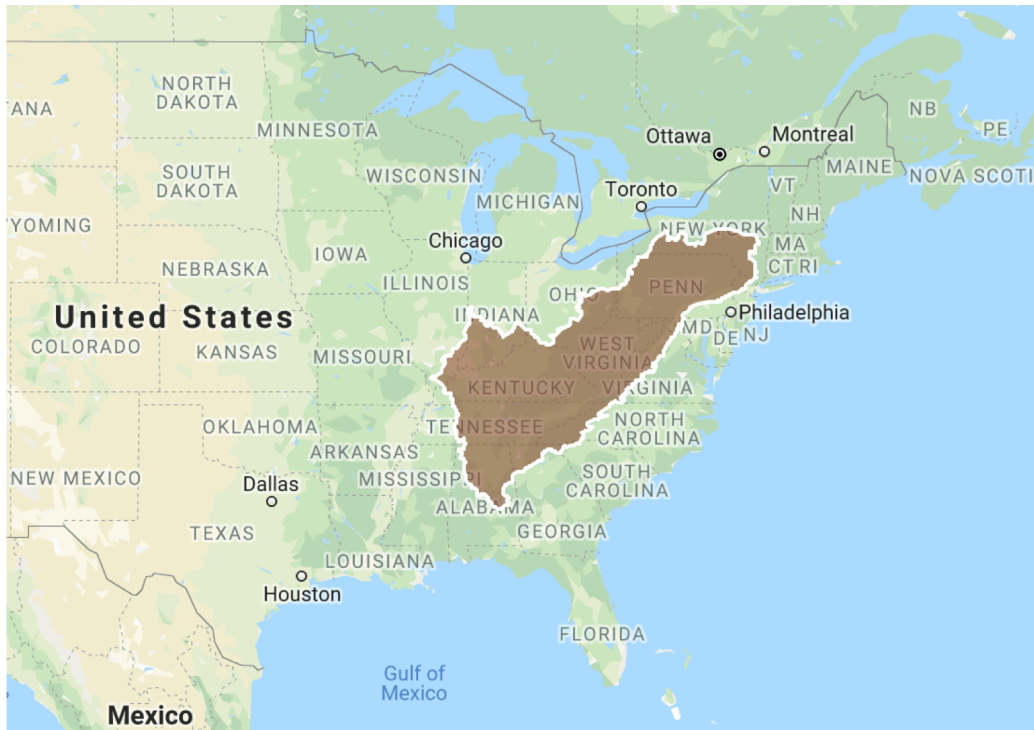 NORTH
DAKOTA
TANA
MINNESOTA
Ottawa
Montreal
NB
PE
SOUTH
DAKOTA
WISCONSIN
MICHIGAN
Toronto
VT
MAINE
NOVA SCOTI
WYOMING
IOWA
Chicago
NEW YORK
NH
MA
CT RI
NEBRASKA
ILLINOIS
INDIANA
OHIO
PENN
United States
Philadelphia
COLORADO
KANSAS
MISSOURI
WEST
VIRGINIA
MD
DE
NJ
KENTUCKY
VIRGINIA
OKLAHOMA
TENNESSEE
NORTH
CAROLINA
ARKANSAS
NEW MEXICO
Dallas
MISSISSIPPI
SOUTH
CAROLINA
ALABAMA
TEXAS
GEORGIA
LOUISIANA
Houston
FLORIDA
Gulf of
Mexico
Mexico